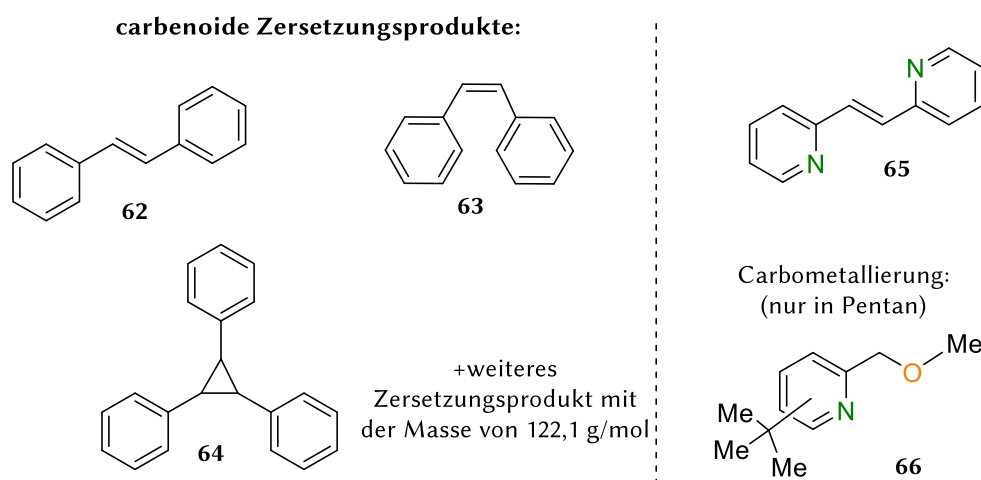 carbenoide Zersetzungsprodukte:
62
63
N
N
65
64
+weiteres
Zersetzungsprodukt mit
der Masse von 122,1 g/mol
Carbometallierung:
(nur in Pentan)
Me
O
N
Me
Me
Me
66